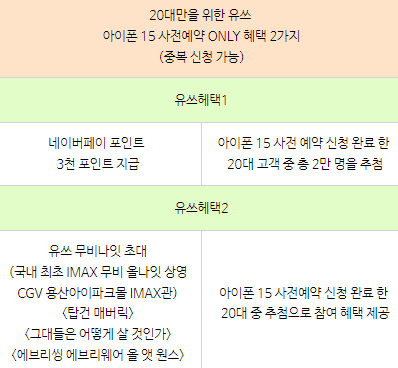 20대만을 위한 유쓰
아이폰 15 사전예약 ONLY 혜택 2가지
(중복 신청 가능)
유쓰혜택1
네이버페이 포인트
3천 포인트 지급
아이폰 15 사전 예약 신청 완료 한
20대 고객 중 총 2만 명을 추첨
유쓰혜택2
유쓰 무비나잇 초대
(국내 최초 IMAX 무비 올나잇 상영
CGV 용산아이파크몰 IMAX관)
<탑건 매버릭>
<그대들은 어떻게 살 것인가>
<에브리씽 에브리웨어 올 앳 원스>
아이폰 15 사전예약 신청 완료 한
20대 중 추첨으로 참여 혜택 제공